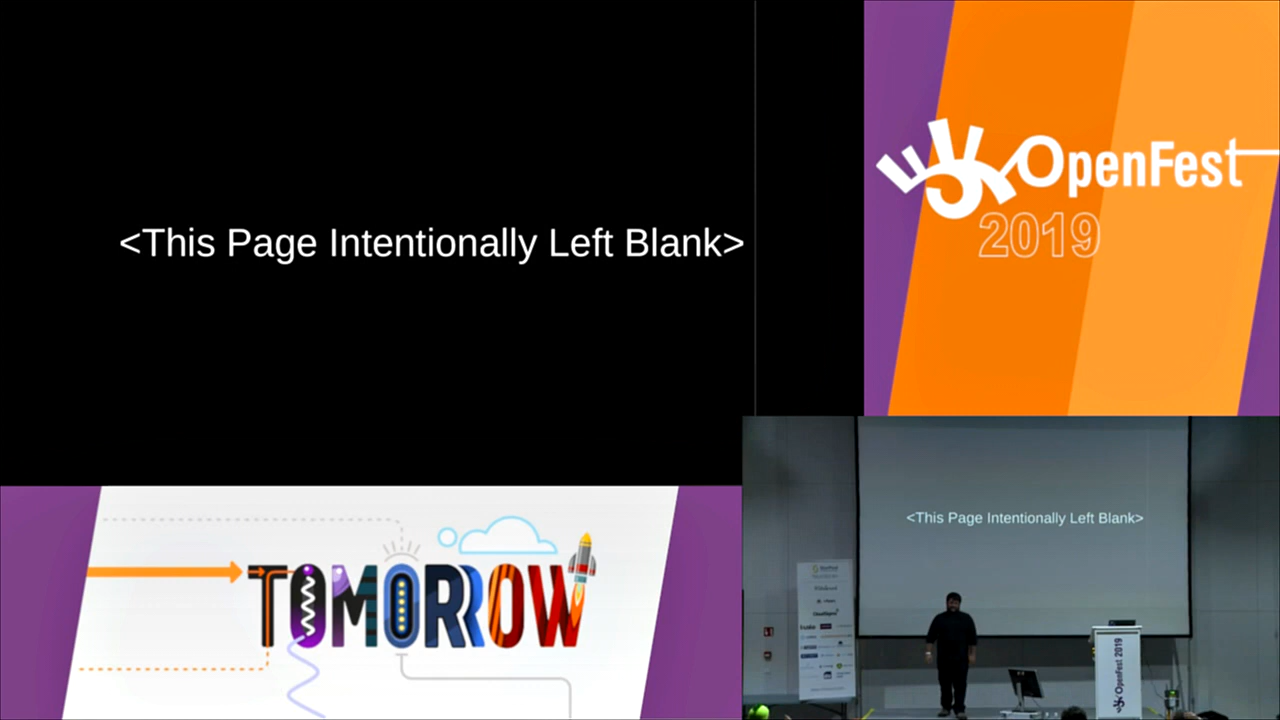 <This Page Intentionally Left Blank>
OpenFest
2019
TOMORROW
<This Page Intentionally Left Blank>
OpenFest 2019